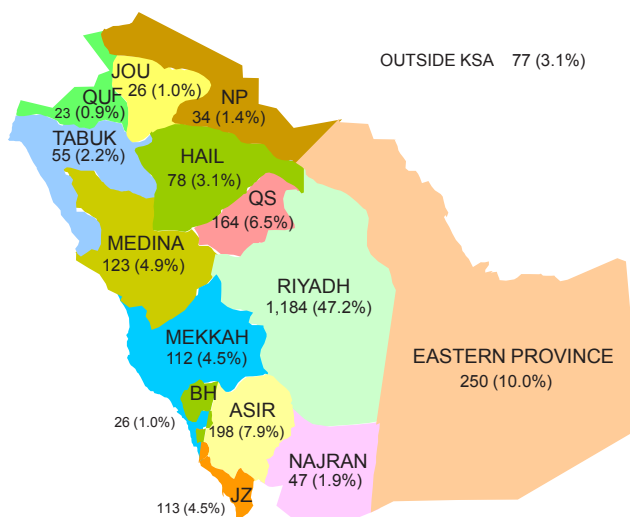 OUTSIDE KSA 77 (3.1%)
JOU
26 (1.0%)
QUF
23 (0.9%)
NP
34 (1.4%)
TABUK
55 (2.2%)
HAIL
78 (3.1%)
QS
164 (6.5%)
MEDINA
123 (4.9%)
RIYADH
1,184 (47.2%)
MEKKAH
112 (4.5%)
EASTERN PROVINCE
250 (10.0%)
BH
26 (1.0%)
ASIR
198 (7.9%)
NAJRAN
47 (1.9%)
JZ
113 (4.5%)